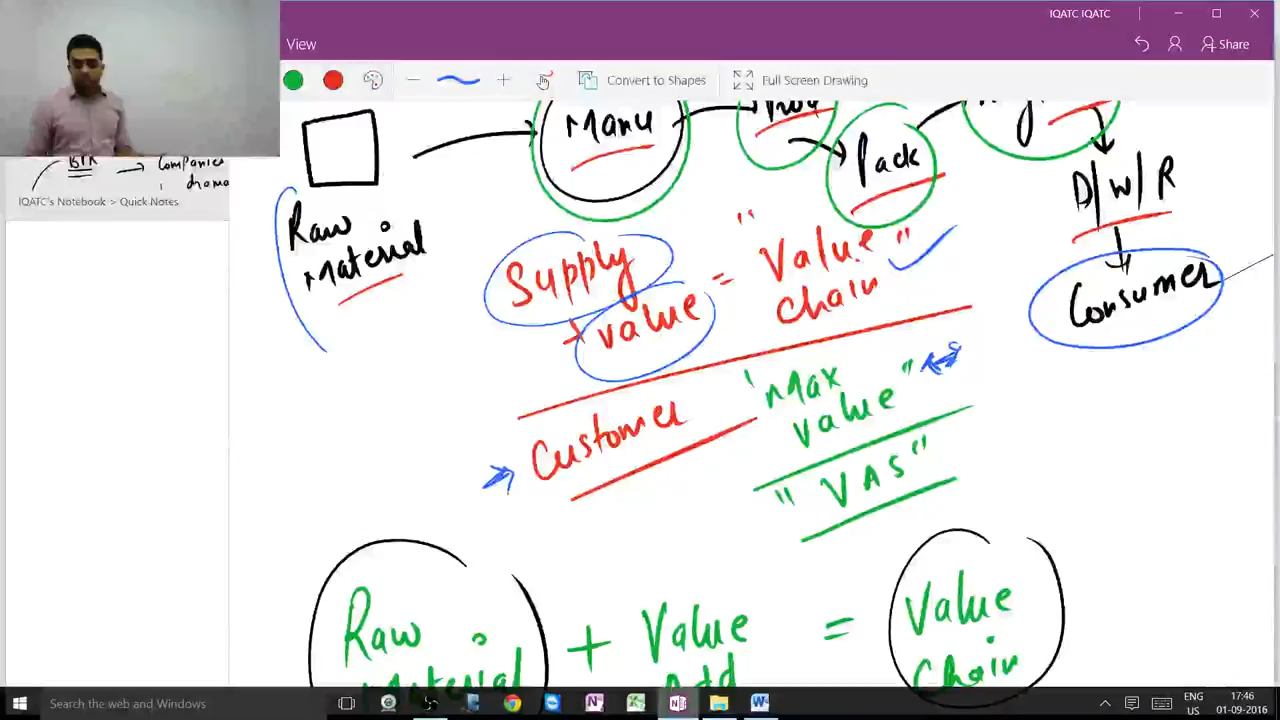 IQATC IQATC
View
Share
Convert to Shapes
Full Screen Drawing
BTR
Companies
IQATC's Notebook > Quick Notes
Manu
Pack
D/W/R
Raw
Material
Consumer
Supply
+ value
= "Value"
chain
Customer
"Max
value"
"VAS"
Raw
Material
+
Value
Add
=
Value
Chain
Search the web and Windows
ENG
US
17:46
01-09-2016